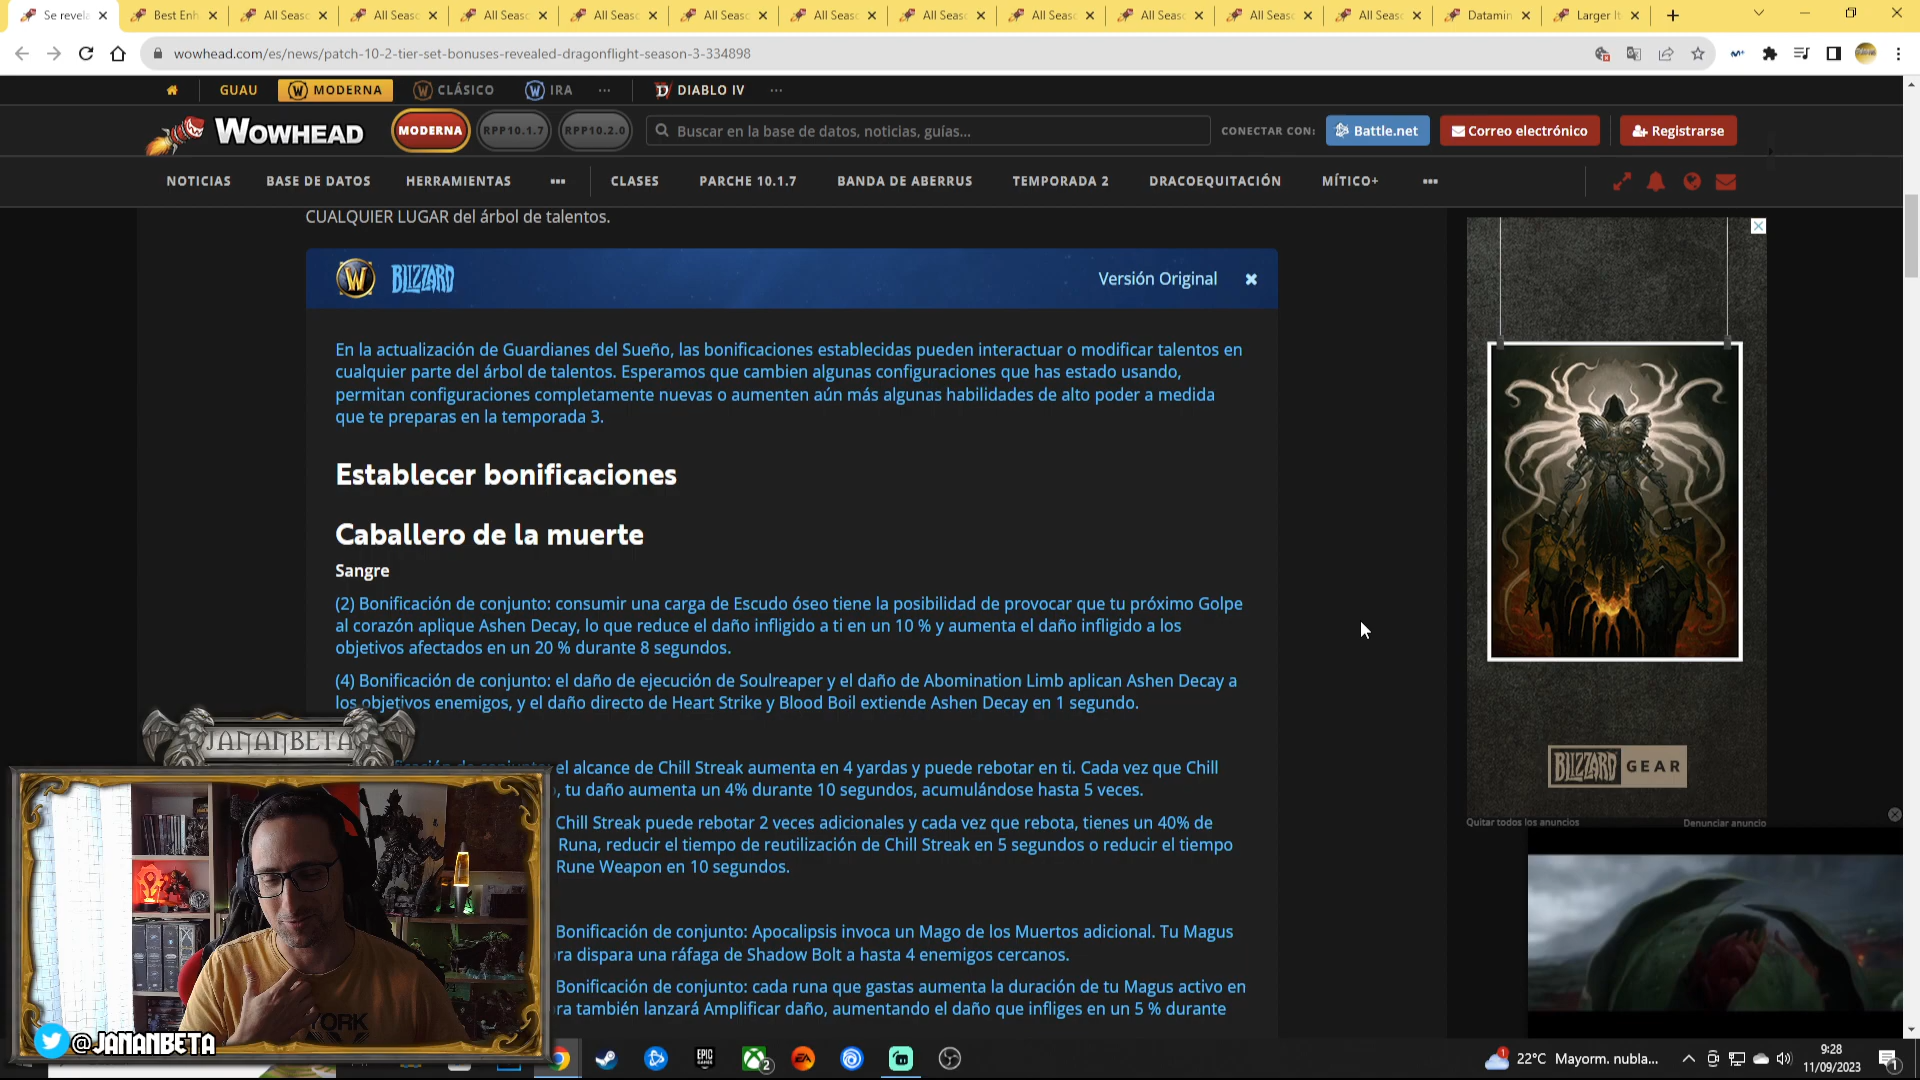 Se revela
Best Enh
All Seaso
All Seaso
All Seaso
All Seaso
All Seaso
All Seaso
All Seaso
All Seaso
All Seaso
All Seaso
All Seaso
Datamin
Larger It
wowhead.com/es/news/patch-10-2-tier-set-bonuses-revealed-dragonflight-season-3-334898
GUAU
MODERNA
CLÁSICO
IRA
DIABLO IV
WOWHEAD
MODERNA
RPP10.1.7
RPP10.2.0
Buscar en la base de datos, noticias, guías...
CONECTAR CON:
Battle.net
Correo electrónico
Registrarse
NOTICIAS
BASE DE DATOS
HERRAMIENTAS
CLASES
PARCHE 10.1.7
BANDA DE ABERRUS
TEMPORADA 2
DRACOEQUITACIÓN
MÍTICO+
CUALQUIER LUGAR del árbol de talentos.
BLIZZARD
Versión Original
En la actualización de Guardianes del Sueño, las bonificaciones establecidas pueden interactuar o modificar talentos en
cualquier parte del árbol de talentos. Esperamos que cambien algunas configuraciones que has estado usando,
permitan configuraciones completamente nuevas o aumenten aún más algunas habilidades de alto poder a medida
que te preparas en la temporada 3.
Establecer bonificaciones
Caballero de la muerte
Sangre
(2) Bonificación de conjunto: consumir una carga de Escudo óseo tiene la posibilidad de provocar que tu próximo Golpe
al corazón aplique Ashen Decay, lo que reduce el daño infligido a ti en un 10 % y aumenta el daño infligido a los
objetivos afectados en un 20 % durante 8 segundos.
(4) Bonificación de conjunto: el daño de ejecución de Soulreaper y el daño de Abomination Limb aplican Ashen Decay a
los objetivos enemigos, y el daño directo de Heart Strike y Blood Boil extiende Ashen Decay en 1 segundo.
el alcance de Chill Streak aumenta en 4 yardas y puede rebotar en ti. Cada vez que Chill
, tu daño aumenta un 4% durante 10 segundos, acumulándose hasta 5 veces.
Chill Streak puede rebotar 2 veces adicionales y cada vez que rebota, tienes un 40% de
Runa, reducir el tiempo de reutilización de Chill Streak en 5 segundos o reducir el tiempo
Rune Weapon en 10 segundos.
Bonificación de conjunto: Apocalipsis invoca un Mago de los Muertos adicional. Tu Magus
ra dispara una ráfaga de Shadow Bolt a hasta 4 enemigos cercanos.
Bonificación de conjunto: cada runa que gastas aumenta la duración de tu Magus activo en
ra también lanzará Amplificar daño, aumentando el daño que infliges en un 5 % durante
BLIZZARD GEAR
Quitar todos los anuncios
Denunciar anuncio
JANANBETA
YORK
@JANANBETA
EPIC GAMES
2
22°C Mayorm. nubla...
9:28
11/09/2023